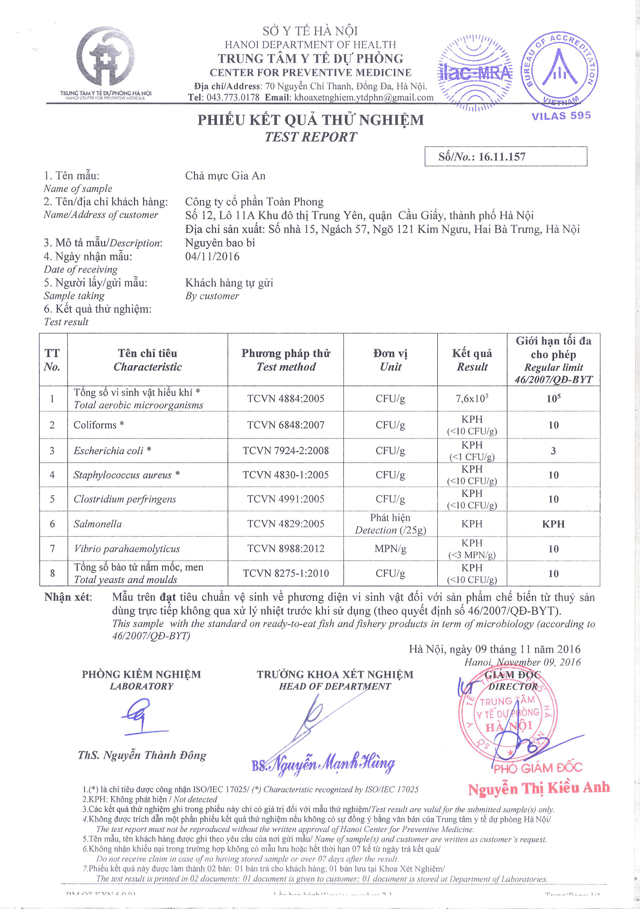 SỞ Y TẾ HÀ NỘI
HANOI DEPARTMENT OF HEALTH
TRUNG TÂM Y TẾ DỰ PHÒNG
CENTER FOR PREVENTIVE MEDICINE
Địa chỉ/Address: 70 Nguyễn Chí Thanh, Đống Đa, Hà Nội.
Tel: 043.773.0178 Email: khoaxetnghiem.ytdphn@gmail.com
TRUNG TÂM Y TẾ DỰ PHÒNG HÀ NỘI
HANOI CENTER FOR PREVENTIVE MEDICINE
ilac-MRA
BUREAU OF ACCREDITATION
VIETNAM
VILAS 595
PHIẾU KẾT QUẢ THỬ NGHIỆM
TEST REPORT
Số/No.: 16.11.157
1. Tên mẫu: Chả mực Gia An
Name of sample
2. Tên/địa chỉ khách hàng: Công ty cổ phần Toàn Phong
Name/Address of customer Số 12, Lô 11A Khu đô thị Trung Yên, quận Cầu Giấy, thành phố Hà Nội
Địa chỉ sản xuất: Số nhà 15, Ngách 57, Ngõ 121 Kim Ngưu, Hai Bà Trưng, Hà Nội
3. Mô tả mẫu/Description: Nguyên bao bì
4. Ngày nhận mẫu: 04/11/2016
Date of receiving
5. Người lấy/gửi mẫu: Khách hàng tự gửi
Sample taking By customer
6. Kết quả thử nghiệm:
Test result
TT No. Tên chỉ tiêu Characteristic Phương pháp thử Test method Đơn vị Unit Kết quả Result Giới hạn tối đa cho phép Regular limit 46/2007/QĐ-BYT
1 Tổng số vi sinh vật hiếu khí * Total aerobic microorganisms TCVN 4884:2005 CFU/g 7,6x10³ 10⁵
2 Coliforms * TCVN 6848:2007 CFU/g KPH (<10 CFU/g) 10
3 Escherichia coli * TCVN 7924-2:2008 CFU/g KPH (<1 CFU/g) 3
4 Staphylococcus aureus * TCVN 4830-1:2005 CFU/g KPH (<10 CFU/g) 10
5 Clostridium perfringens TCVN 4991:2005 CFU/g KPH (<10 CFU/g) 10
6 Salmonella TCVN 4829:2005 Phát hiện Detection (/25g) KPH KPH
7 Vibrio parahaemolyticus TCVN 8988:2012 MPN/g KPH (<3 MPN/g) 10
8 Tổng số bào tử nấm mốc, men Total yeasts and moulds TCVN 8275-1:2010 CFU/g KPH (<10 CFU/g) 10
Nhận xét: Mẫu trên đạt tiêu chuẩn vệ sinh về phương diện vi sinh vật đối với sản phẩm chế biến từ thuỷ sản
dùng trực tiếp không qua xử lý nhiệt trước khi sử dụng (theo quyết định số 46/2007/QĐ-BYT).
This sample with the standard on ready-to-eat fish and fishery products in term of microbiology (according to
46/2007/QĐ-BYT)
Hà Nội, ngày 09 tháng 11 năm 2016
Hanoi, November 09, 2016
PHÒNG KIỂM NGHIỆM TRƯỞNG KHOA XÉT NGHIỆM GIÁM ĐỐC
LABORATORY HEAD OF DEPARTMENT DIRECTOR
TRUNG TÂM
Y TẾ DỰ PHÒNG
HÀ NỘI
ThS. Nguyễn Thành Đông
BS. Nguyễn Mạnh Hùng
PHÓ GIÁM ĐỐC
Nguyễn Thị Kiều Anh
1.(*) là chỉ tiêu được công nhận ISO/IEC 17025/ (*) Characteristic recognized by ISO/IEC 17025
2.KPH: Không phát hiện / Not detected
3.Các kết quả thử nghiệm ghi trong phiếu này chỉ có giá trị đối với mẫu thử nghiệm/Test result are valid for the submitted sample(s) only.
4.Không được trích dẫn một phần phiếu kết quả thử nghiệm nếu không có sự đồng ý bằng văn bản của Trung tâm y tế dự phòng Hà Nội/
The test report must not be reproduced without the written approval of Hanoi Center for Preventive Medicine.
5.Tên mẫu, tên khách hàng được ghi theo yêu cầu của nơi gửi mẫu/ Name of sample(s) and customer are written as customer's request.
6.Không nhận khiếu nại trong trường hợp không có mẫu lưu hoặc hết thời hạn 07 kể từ ngày trả kết quả/
Do not receive claim in case of no having stored sample or over 07 days after the result.
7.Phiếu kết quả này được làm thành 02 bản: 01 bản trả cho khách hàng; 01 bản lưu tại Khoa Xét Nghiệm/
The test result is printed in 02 documents: 01 document is given to customer; 01 document is stored at Department of Laboratories.